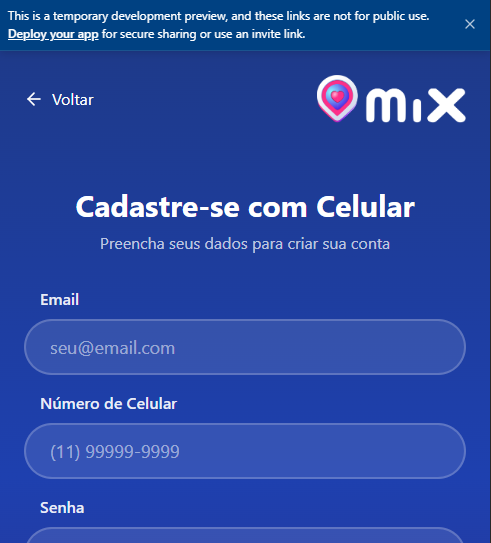 This is a temporary development preview, and these links are not for public use.
Deploy your app for secure sharing or use an invite link.
Voltar
mix
Cadastre-se com Celular
Preencha seus dados para criar sua conta
Email
seu@email.com
Número de Celular
(11) 99999-9999
Senha